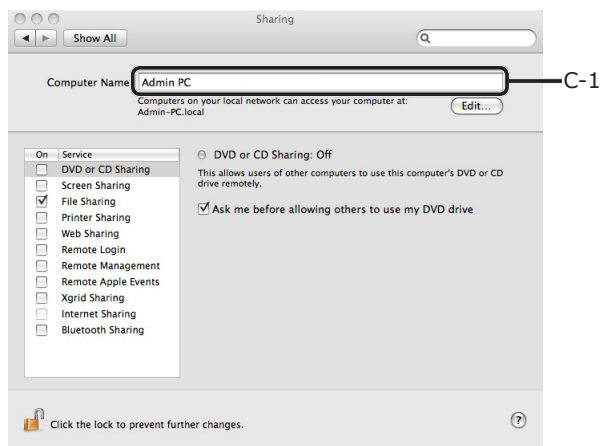 Sharing
Show All
Computer Name Admin PC
C-1
Computers on your local network can access your computer at:
Admin-PC.local
Edit...
On Service
DVD or CD Sharing
Screen Sharing
File Sharing
Printer Sharing
Web Sharing
Remote Login
Remote Management
Remote Apple Events
Xgrid Sharing
Internet Sharing
Bluetooth Sharing
DVD or CD Sharing: Off
This allows users of other computers to use this computer's DVD or CD
drive remotely.
Ask me before allowing others to use my DVD drive
Click the lock to prevent further changes.
?